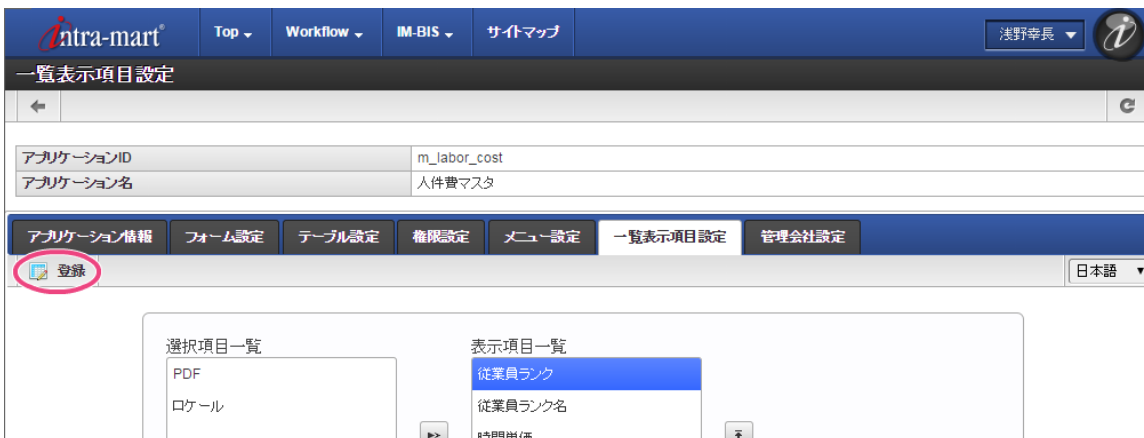 intra-mart® Top Workflow IM-BIS サイトマップ 浅野幸長
一覧表示項目設定
アプリケーションID m_labor_cost
アプリケーション名 人件費マスタ
アプリケーション情報 フォーム設定 テーブル設定 権限設定 メニュー設定 一覧表示項目設定 管理会社設定
登録 日本語
選択項目一覧 表示項目一覧
PDF 従業員ランク
ロケール 従業員ランク名
時間単価